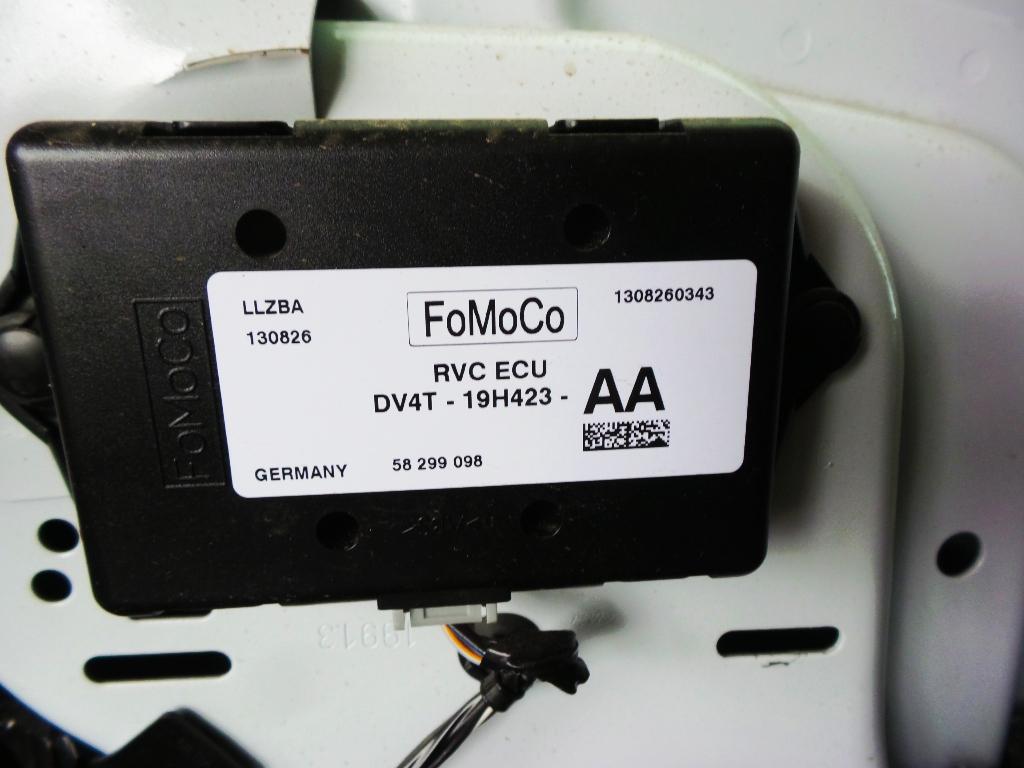 LLZBA
130826
FoMoCo
1308260343
RVC ECU
DV4T - 19H423 - AA
GERMANY
58 299 098
FoMoCo
19913